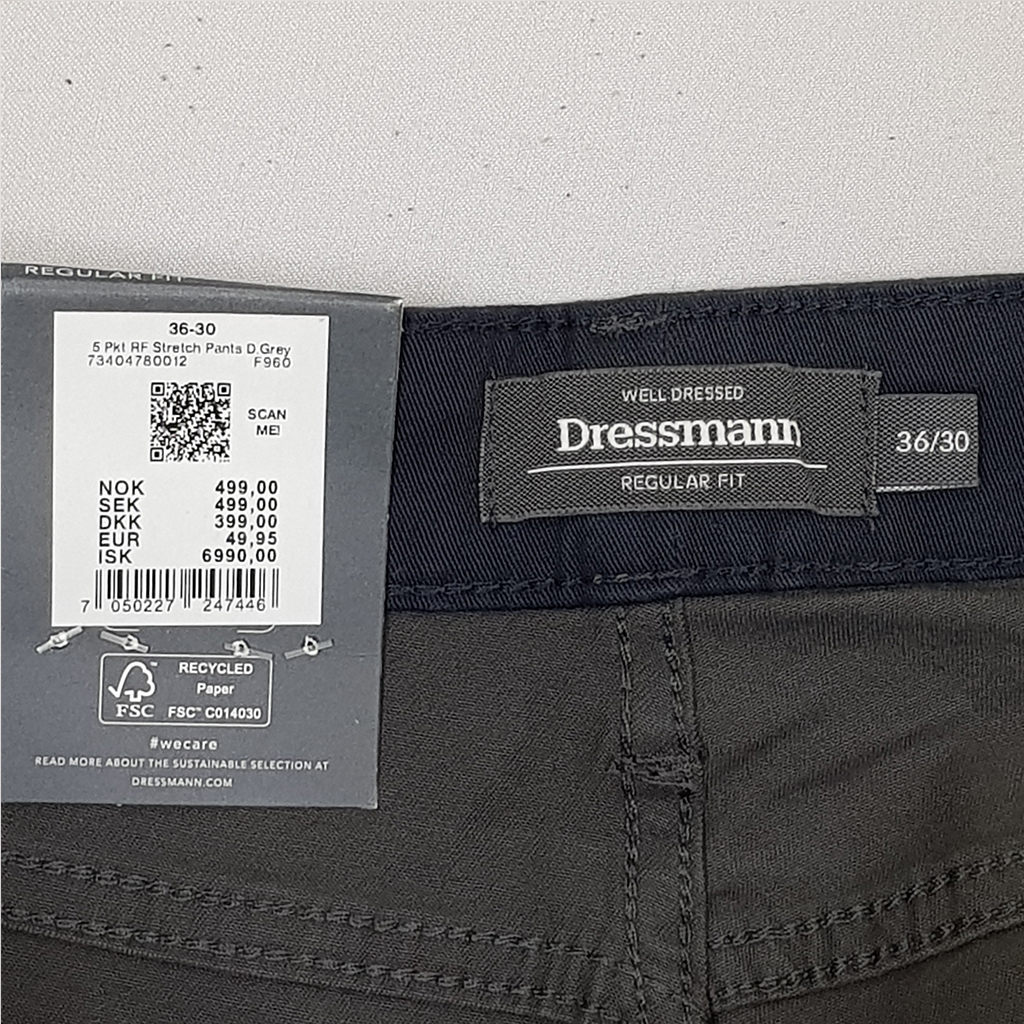 REGULAR FIT
36-30
5 Pkt RF Stretch Pants D.Grey
73404780012 F960
SCAN
ME!
NOK 499,00
SEK 499,00
DKK 399,00
EUR 49,95
ISK 6990,00
7 050227 247446
FSC™
RECYCLED
Paper
FSC™ C014030
#wecare
READ MORE ABOUT THE SUSTAINABLE SELECTION AT
DRESSMANN.COM
WELL DRESSED
Dressmann
REGULAR FIT
36/30